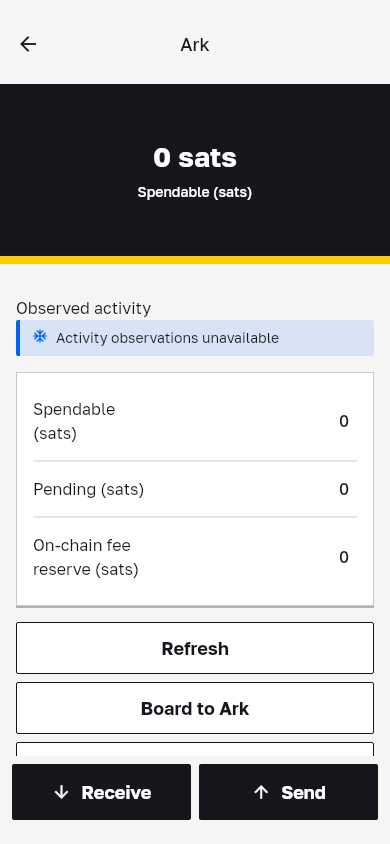 Ark
0 sats
Spendable (sats)
Observed activity
Activity observations unavailable
Spendable
(sats)
0
Pending (sats)
0
On-chain fee
reserve (sats)
0
Refresh
Board to Ark
Receive
Send